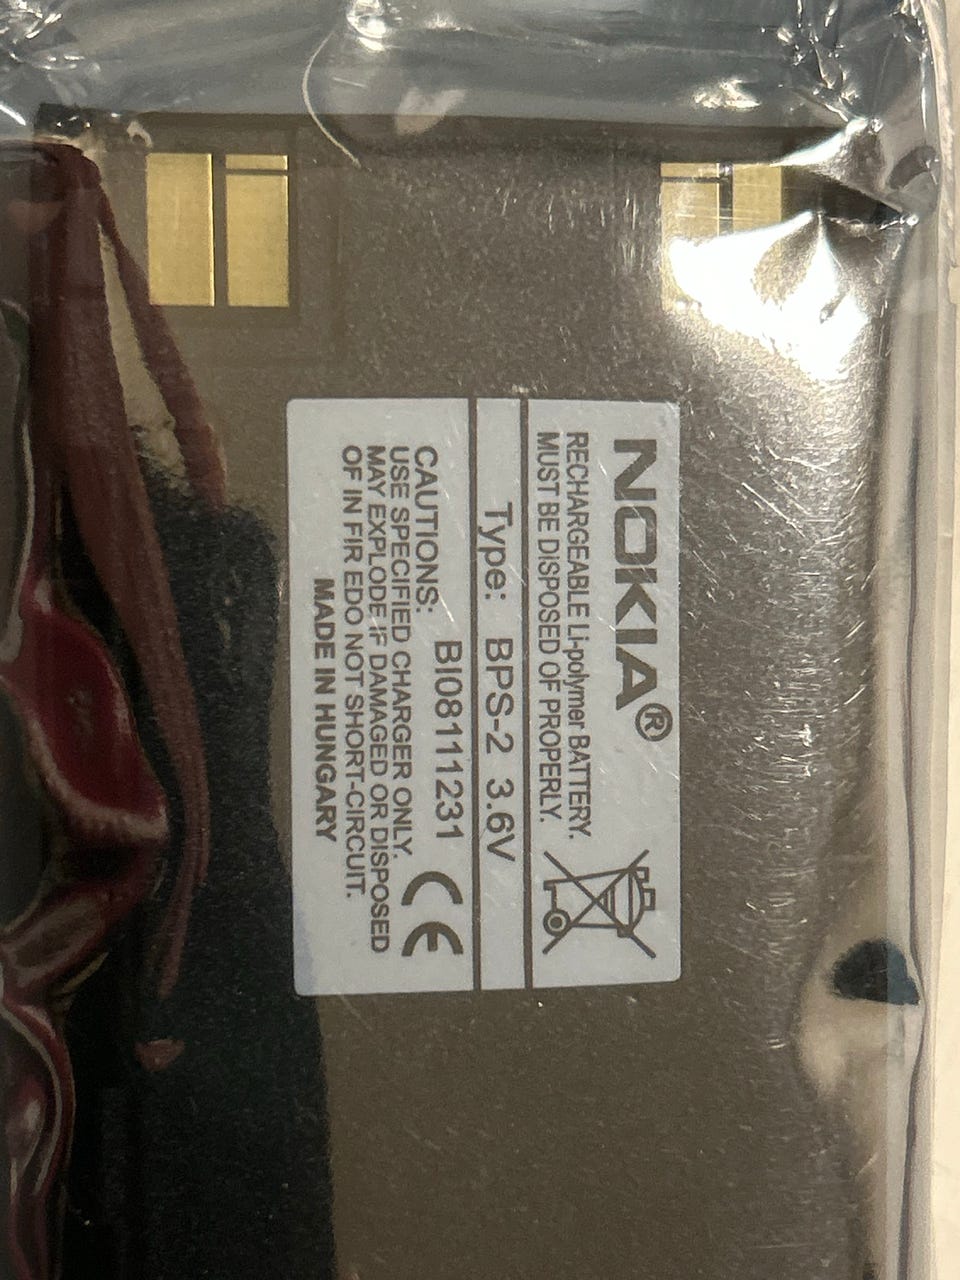 NOKIA®
RECHARGEABLE Li-polymer BATTERY.
MUST BE DISPOSED OF PROPERLY.
Type: BPS-2 3.6V
BI08111231
CAUTIONS:
USE SPECIFIED CHARGER ONLY.
MAY EXPLODE IF DAMAGED OR DISPOSED
OF IN FIR EDO NOT SHORT-CIRCUIT.
MADE IN HUNGARY
CE